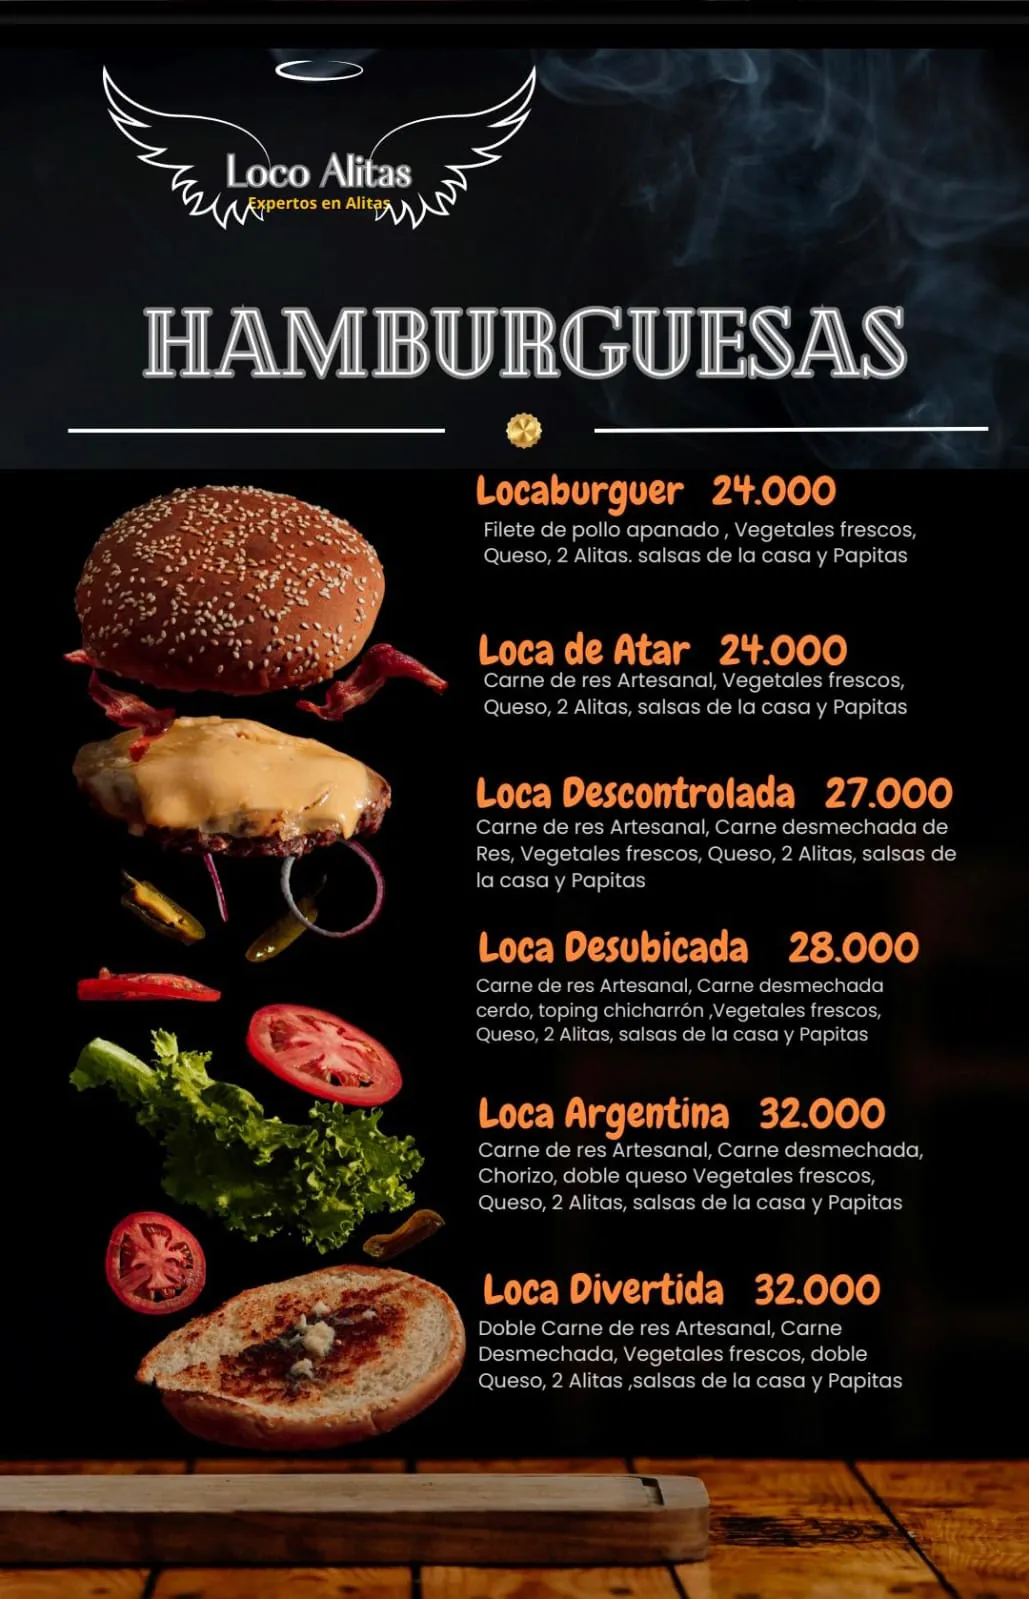 Loco Alitas
Expertos en Alitas
HAMBURGUESAS
Locaburguer 24.000
Filete de pollo apanado , Vegetales frescos,
Queso, 2 Alitas. salsas de la casa y Papitas
Loca de Atar 24.000
Carne de res Artesanal, Vegetales frescos,
Queso, 2 Alitas, salsas de la casa y Papitas
Loca Descontrolada 27.000
Carne de res Artesanal, Carne desmechada de
Res, Vegetales frescos, Queso, 2 Alitas, salsas de
la casa y Papitas
Loca Desubicada 28.000
Carne de res Artesanal, Carne desmechada
cerdo, toping chicharrón ,Vegetales frescos,
Queso, 2 Alitas, salsas de la casa y Papitas
Loca Argentina 32.000
Carne de res Artesanal, Carne desmechada,
Chorizo, doble queso Vegetales frescos,
Queso, 2 Alitas, salsas de la casa y Papitas
Loca Divertida 32.000
Doble Carne de res Artesanal, Carne
Desmechada, Vegetales frescos, doble
Queso, 2 Alitas ,salsas de la casa y Papitas